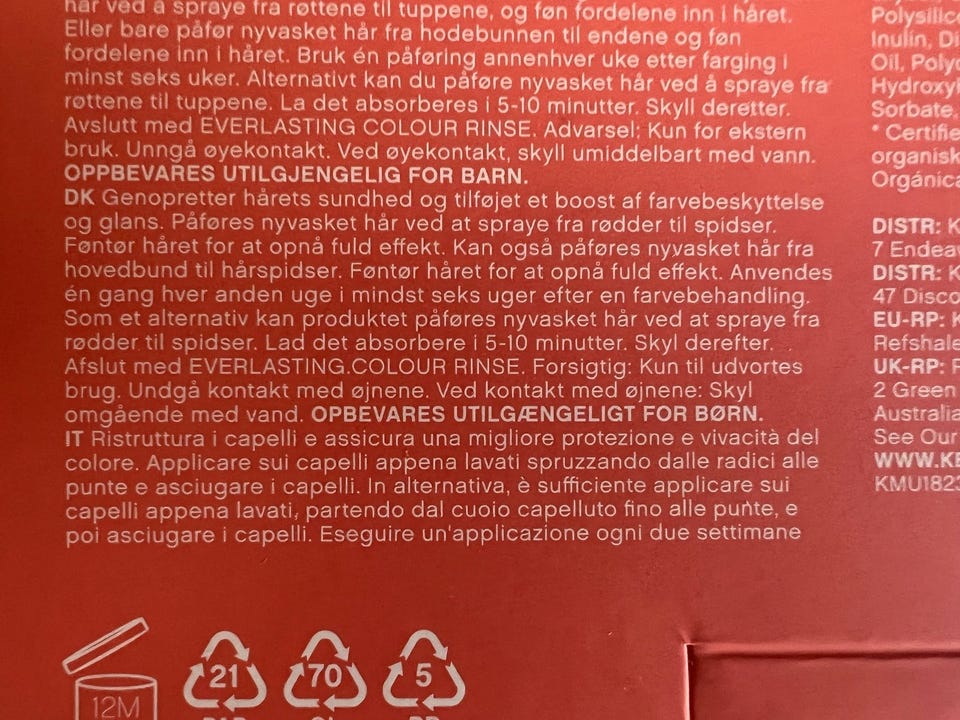 har ved å spraye fra røttene til tuppene, og føn fordelene inn i håret.
Eller bare påfør nyvasket hår fra hodebunnen til endene og føn
fordelene inn i håret. Bruk én påføring annenhver uke etter farging i
minst seks uker. Alternativt kan du påføre nyvasket hår ved å spraye fra
røttene til tuppene. La det absorberes i 5-10 minutter. Skyll deretter.
Avslutt med EVERLASTING COLOUR RINSE. Advarsel: Kun for ekstern
bruk. Unngå øyekontakt. Ved øyekontakt, skyll umiddelbart med vann.
OPPBEVARES UTILGJENGELIG FOR BARN.
DK Genopretter hårets sundhed og tilføjet et boost af farvebeskyttelse
og glans. Påføres nyvasket hår ved at spraye fra rødder til spidser.
Føntør håret for at opnå fuld effekt. Kan også påføres nyvasket hår fra
hovedbund til hårspidser. Føntør håret for at opnå fuld effekt. Anvendes
én gang hver anden uge i mindst seks uger efter en farvebehandling.
Som et alternativ kan produktet påføres nyvasket hår ved at spraye fra
rødder til spidser. Lad det absorbere i 5-10 minutter. Skyl derefter.
Afslut med EVERLASTING.COLOUR RINSE. Forsigtig: Kun til udvortes
brug. Undgå kontakt med øjnene. Ved kontakt med øjnene: Skyl
omgående med vand. OPBEVARES UTILGÆNGELIGT FOR BØRN.
IT Ristruttura i capelli e assicura una migliore protezione e vivacità del
colore. Applicare sui capelli appena lavati spruzzando dalle radici alle
punte e asciugare i capelli. In alternativa, è sufficiente applicare sui
capelli appena lavati, partendo dal cuoio capelluto fino alle punte, e
poi asciugare i capelli. Eseguire un'applicazione ogni due settimane
Polysilico
Inulin, Di
Oil, Polyq
Hydroxyl
Sorbate,
* Certifie
organisk
Orgánica
DISTR: K
7 Endeav
DISTR: K
47 Disco
EU-RP: K
Refshale
UK-RP: F
2 Green
Australia
See Our
WWW.KE
KMU1823
12M
21
70
5